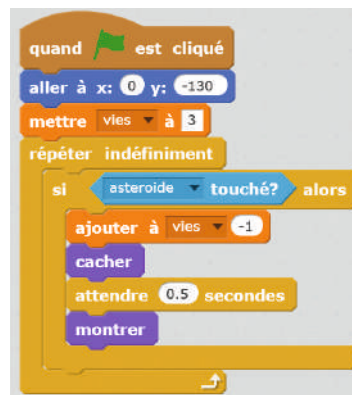 quand est cliqué
aller à x: 0 y: -130
mettre vies à 3
répéter indéfiniment
si asteroide touché? alors
ajouter à vies -1
cacher
attendre 0.5 secondes
montrer